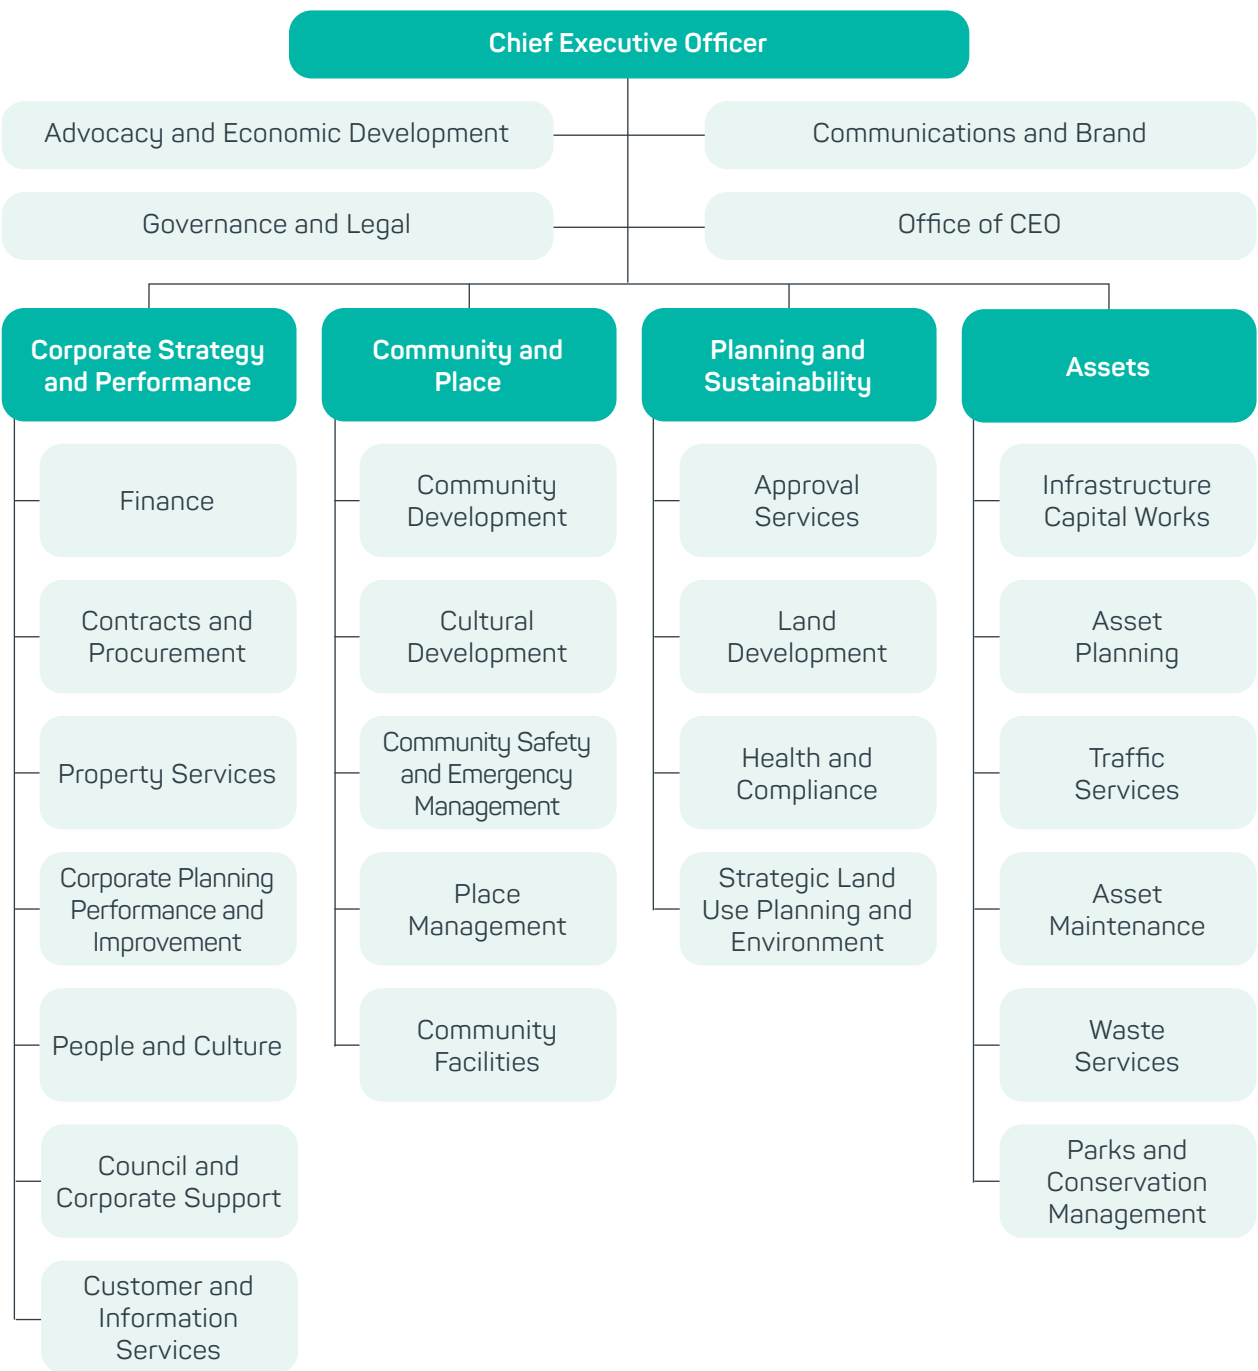 Chief Executive Officer
Advocacy and Economic Development
Communications and Brand
Governance and Legal
Office of CEO
Corporate Strategy
and Performance
Finance
Contracts and
Procurement
Property Services
Corporate Planning
Performance and
Improvement
People and Culture
Council and
Corporate Support
Customer and
Information
Services
Community and
Place
Community
Development
Cultural
Development
Community Safety
and Emergency
Management
Place
Management
Community
Facilities
Planning and
Sustainability
Approval
Services
Land
Development
Health and
Compliance
Strategic Land
Use Planning and
Environment
Assets
Infrastructure
Capital Works
Asset
Planning
Traffic
Services
Asset
Maintenance
Waste
Services
Parks and
Conservation
Management